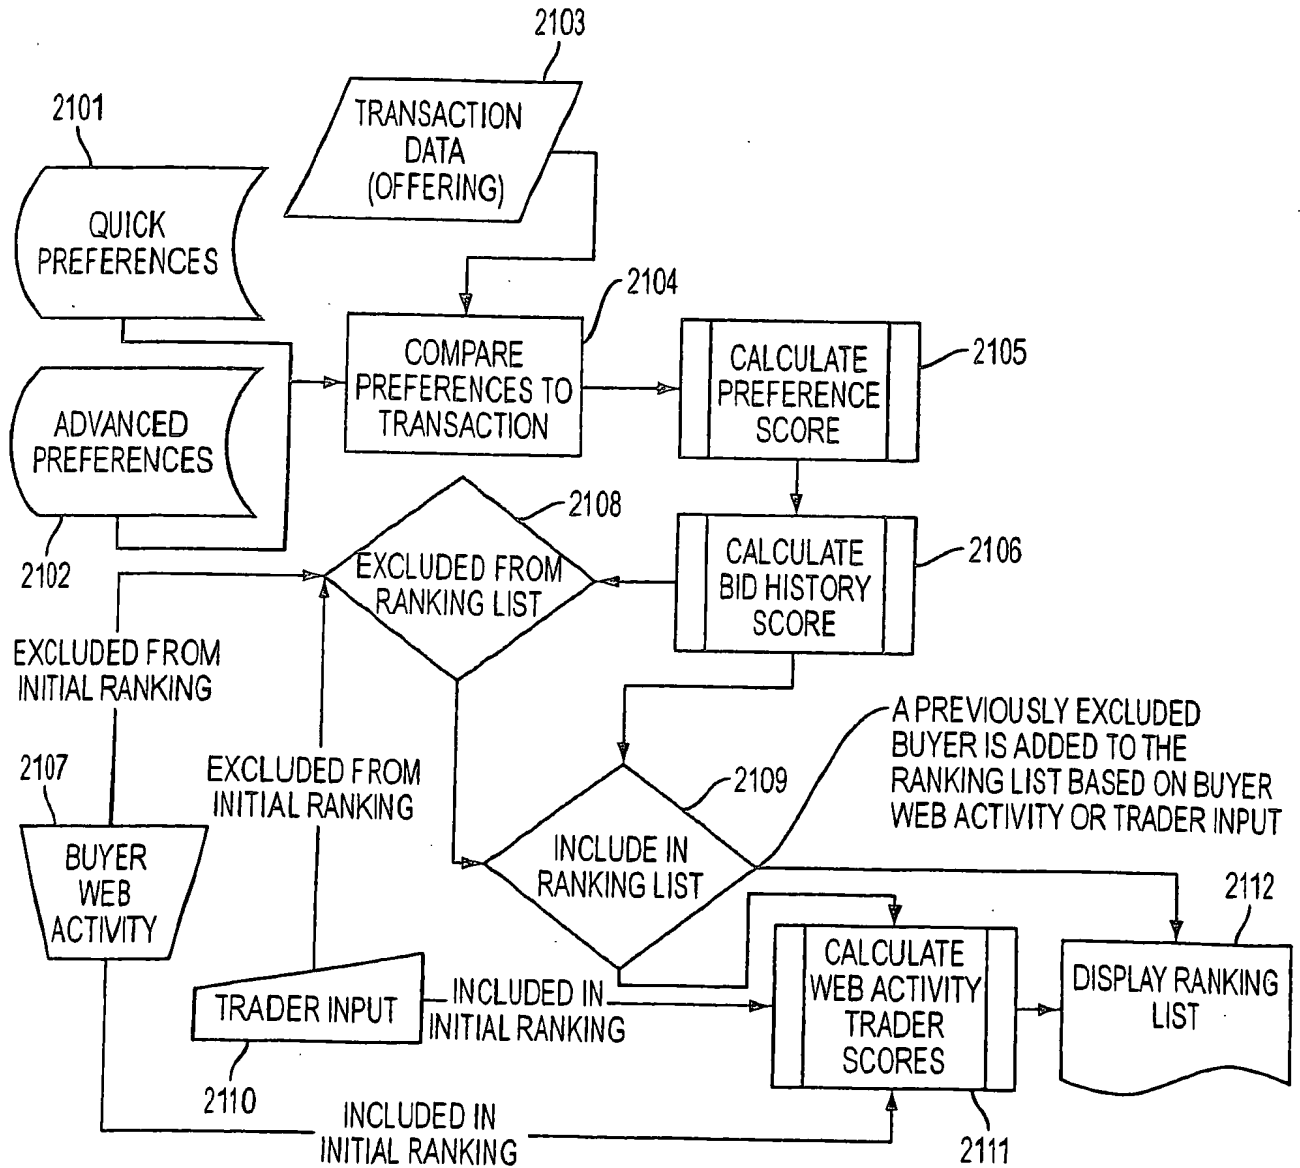 2103
2101
TRANSACTION
DATA
(OFFERING)
QUICK
PREFERENCES
2104
COMPARE
PREFERENCES TO
TRANSACTION
CALCULATE
PREFERENCE
SCORE
2105
ADVANCED
PREFERENCES
2102
2108
EXCLUDED FROM
RANKING LIST
CALCULATE
BID HISTORY
SCORE
2106
EXCLUDED FROM
INITIAL RANKING
A PREVIOUSLY EXCLUDED
BUYER IS ADDED TO THE
RANKING LIST BASED ON BUYER
WEB ACTIVITY OR TRADER INPUT
2107
EXCLUDED FROM
INITIAL RANKING
2109
INCLUDE IN
RANKING LIST
BUYER
WEB
ACTIVITY
2112
TRADER INPUT
INCLUDED IN
INITIAL RANKING
CALCULATE
WEB ACTIVITY
TRADER
SCORES
DISPLAY RANKING
LIST
2110
INCLUDED IN
INITIAL RANKING
2111